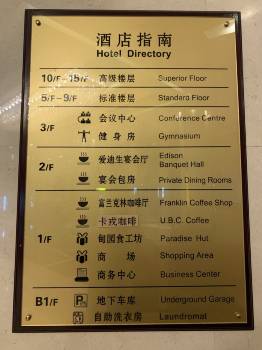 酒店指南
Hotel Directory
10/F-15/F 高级楼层 Superior Floor
5/F-9/F 标准楼层 Standero Floor
3/F 会议中心 Conference Centre
健身房 Gymnasium
2/F 爱迪生宴会厅 Edison Banquet Hall
宴会包房 Private Dining Rooms
1/F 富兰克林咖啡厅 Franklin Coffee Shop
卡戎咖啡 U.B.C. Coffee
匍园食工坊 Paradise Hut
商场 Shopping Area
商务中心 Business Center
B1/F P 地下车库 Underground Garage
自助洗衣房 Laundromat